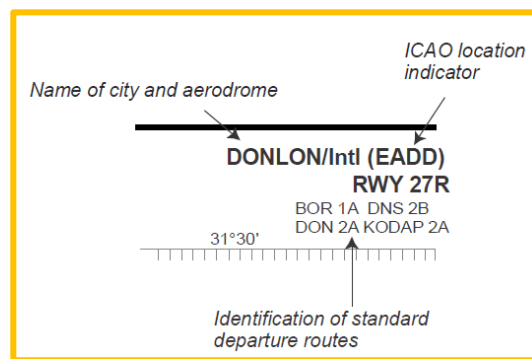 ICAO location
indicator
Name of city and aerodrome
DONLON/Intl (EADD)
RWY 27R
BOR 1A DNS 2B
DON 2A KODAP 2A
31°30'
Identification of standard
departure routes